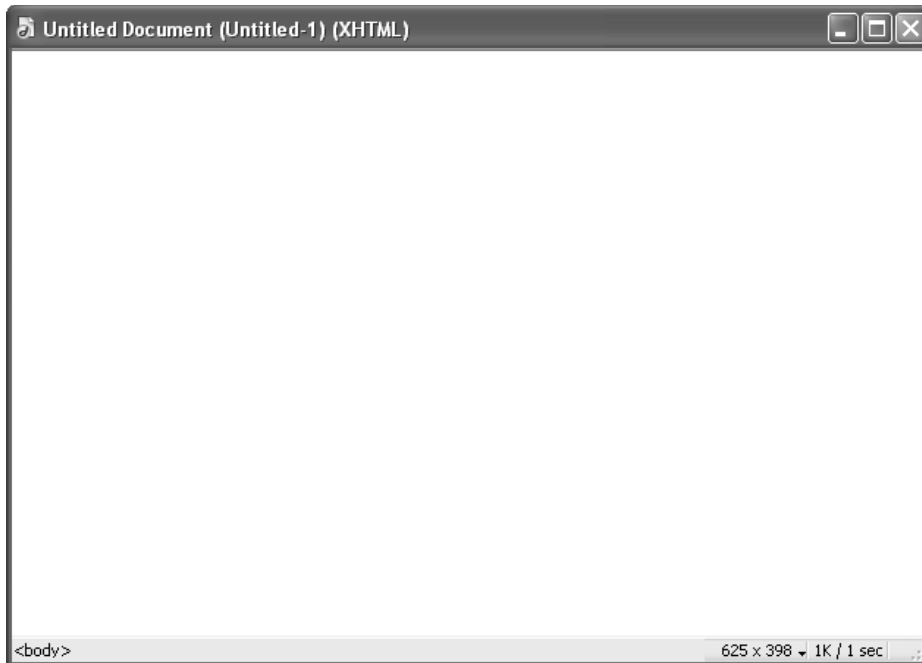 Untitled Document (Untitled-1) (XHTML)
<body> 625 x 398 1K / 1 sec